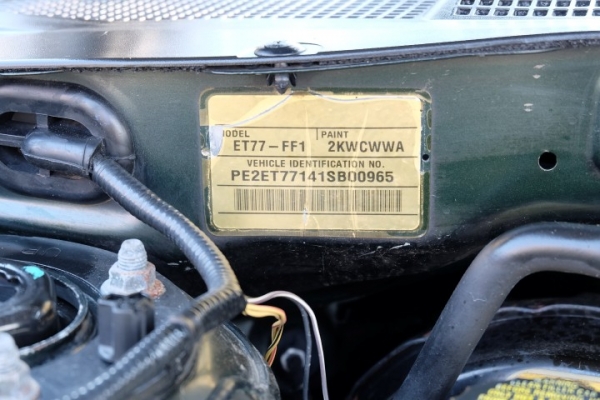 MODEL PAINT
ET77-FF1 2KWCWWA
VEHICLE IDENTIFICATION NO.
PE2ET77141SB00965